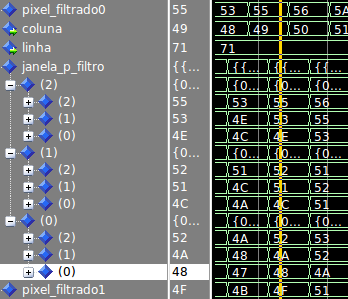 pixel_filtrado0 55 53 55 56 5A
coluna 49 48 49 50 51
linha 71 71
janela_p_filtro {{... {{... {{... {{...
(2) {0... {0... {0... {0...
(2) 55 53 55 56
(1) 53 4E 53 55
(0) 4E 4C 4E 53
(1) {0... {0... {0... {0...
(2) 52 51 52 51
(1) 51 4C 51 52
(0) 4C 4A 4C 51
(0) {0... {0... {0... {0...
(2) 52 4A 52 53
(1) 4A 48 4A 52
(0) 48 47 48 4A
pixel_filtrado1 4F 4B 4F 51